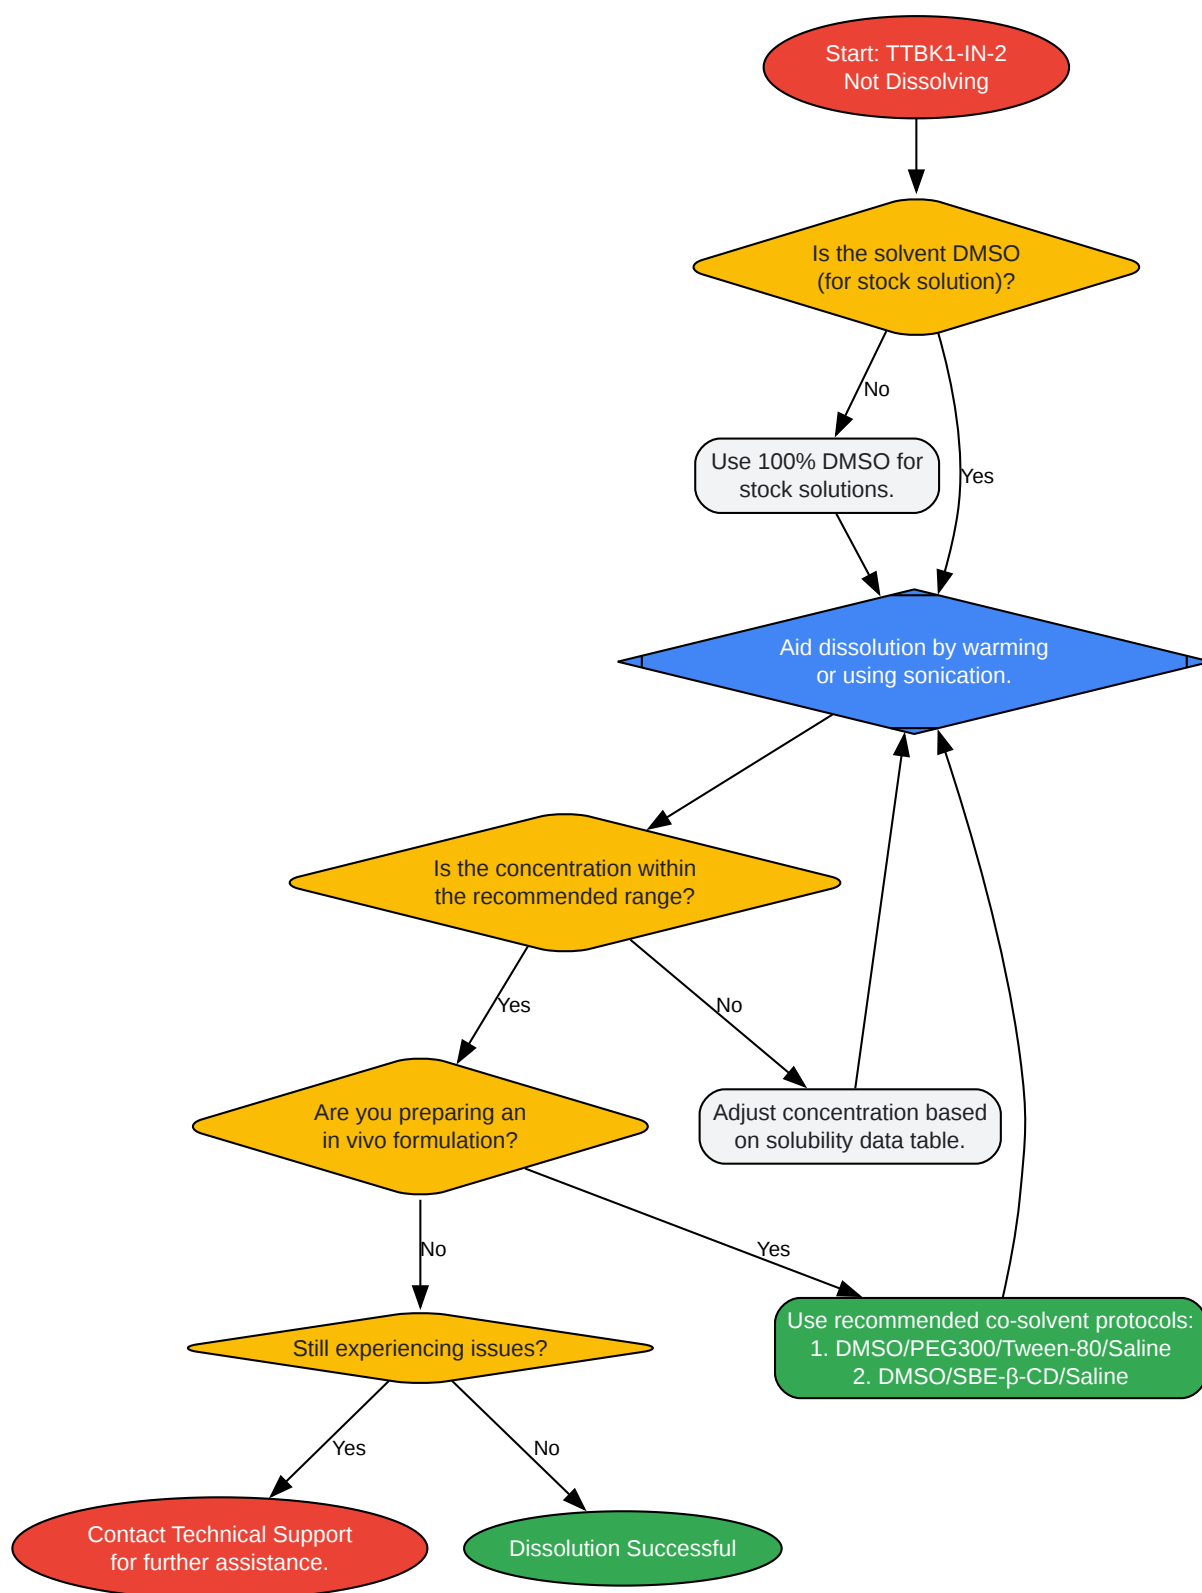 Start: TTBK1-IN-2
Not Dissolving
Is the solvent DMSO
(for stock solution)?
No
Yes
Use 100% DMSO for
stock solutions.
Aid dissolution by warming
or using sonication.
Is the concentration within
the recommended range?
Yes
No
Are you preparing an
in vivo formulation?
Adjust concentration based
on solubility data table.
No
Yes
Use recommended co-solvent protocols:
1. DMSO/PEG300/Tween-80/Saline
2. DMSO/SBE-β-CD/Saline
Still experiencing issues?
Yes
No
Contact Technical Support
for further assistance.
Dissolution Successful